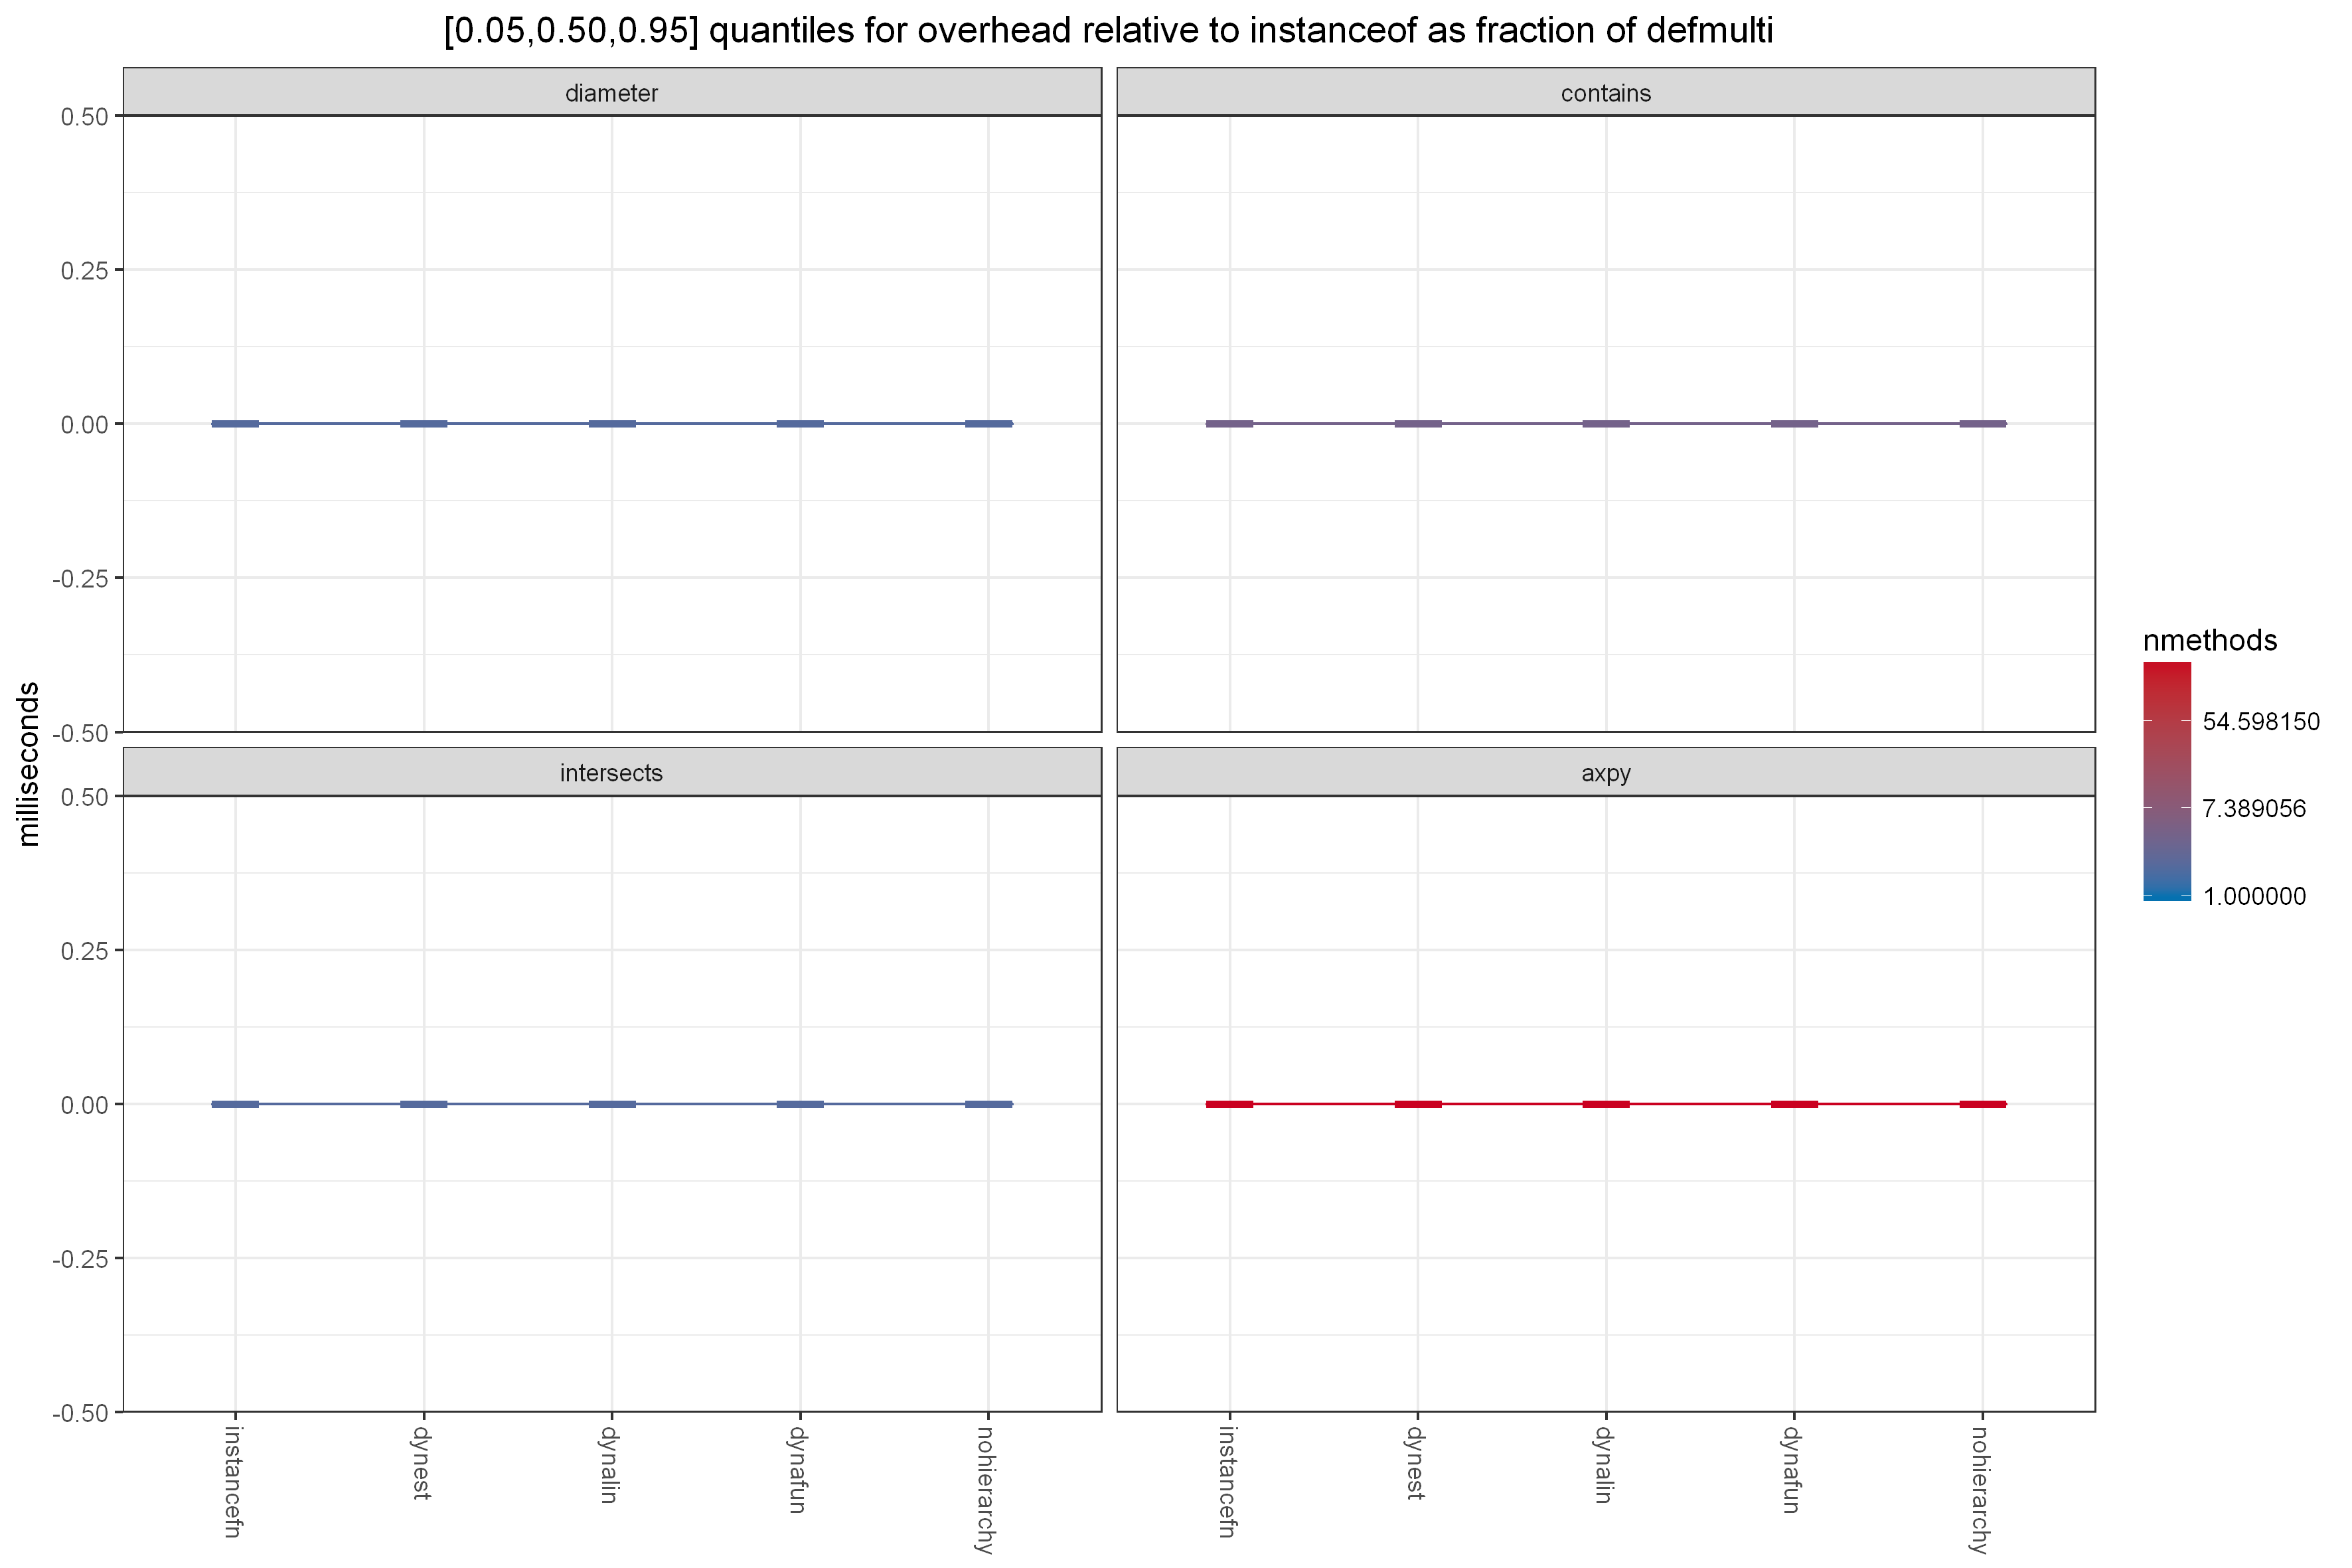 [0.05,0.50,0.95] quantiles for overhead relative to instanceof as fraction of defmulti
diameter
contains
0.50
0.25
0.00
-0.25
-0.50
intersects
axpy
0.50
0.25
0.00
-0.25
-0.50
milliseconds
instancefn
dynest
dynalin
dynafun
nohierarchy
instancefn
dynest
dynalin
dynafun
nohierarchy
nmethods
54.598150
7.389056
1.000000